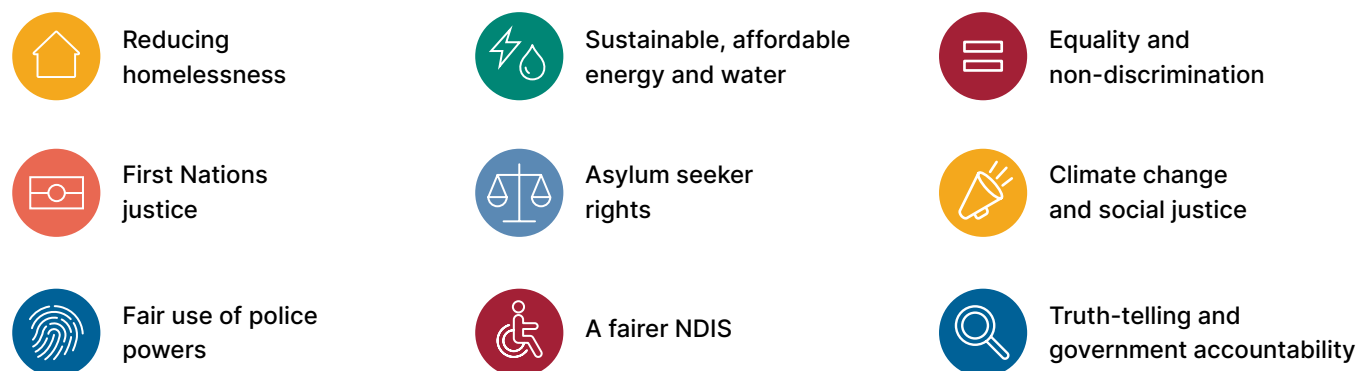 Reducing
homelessness
Sustainable, affordable
energy and water
Equality and
non-discrimination
First Nations
justice
Asylum seeker
rights
Climate change
and social justice
Fair use of police
powers
A fairer NDIS
Truth-telling and
government accountability